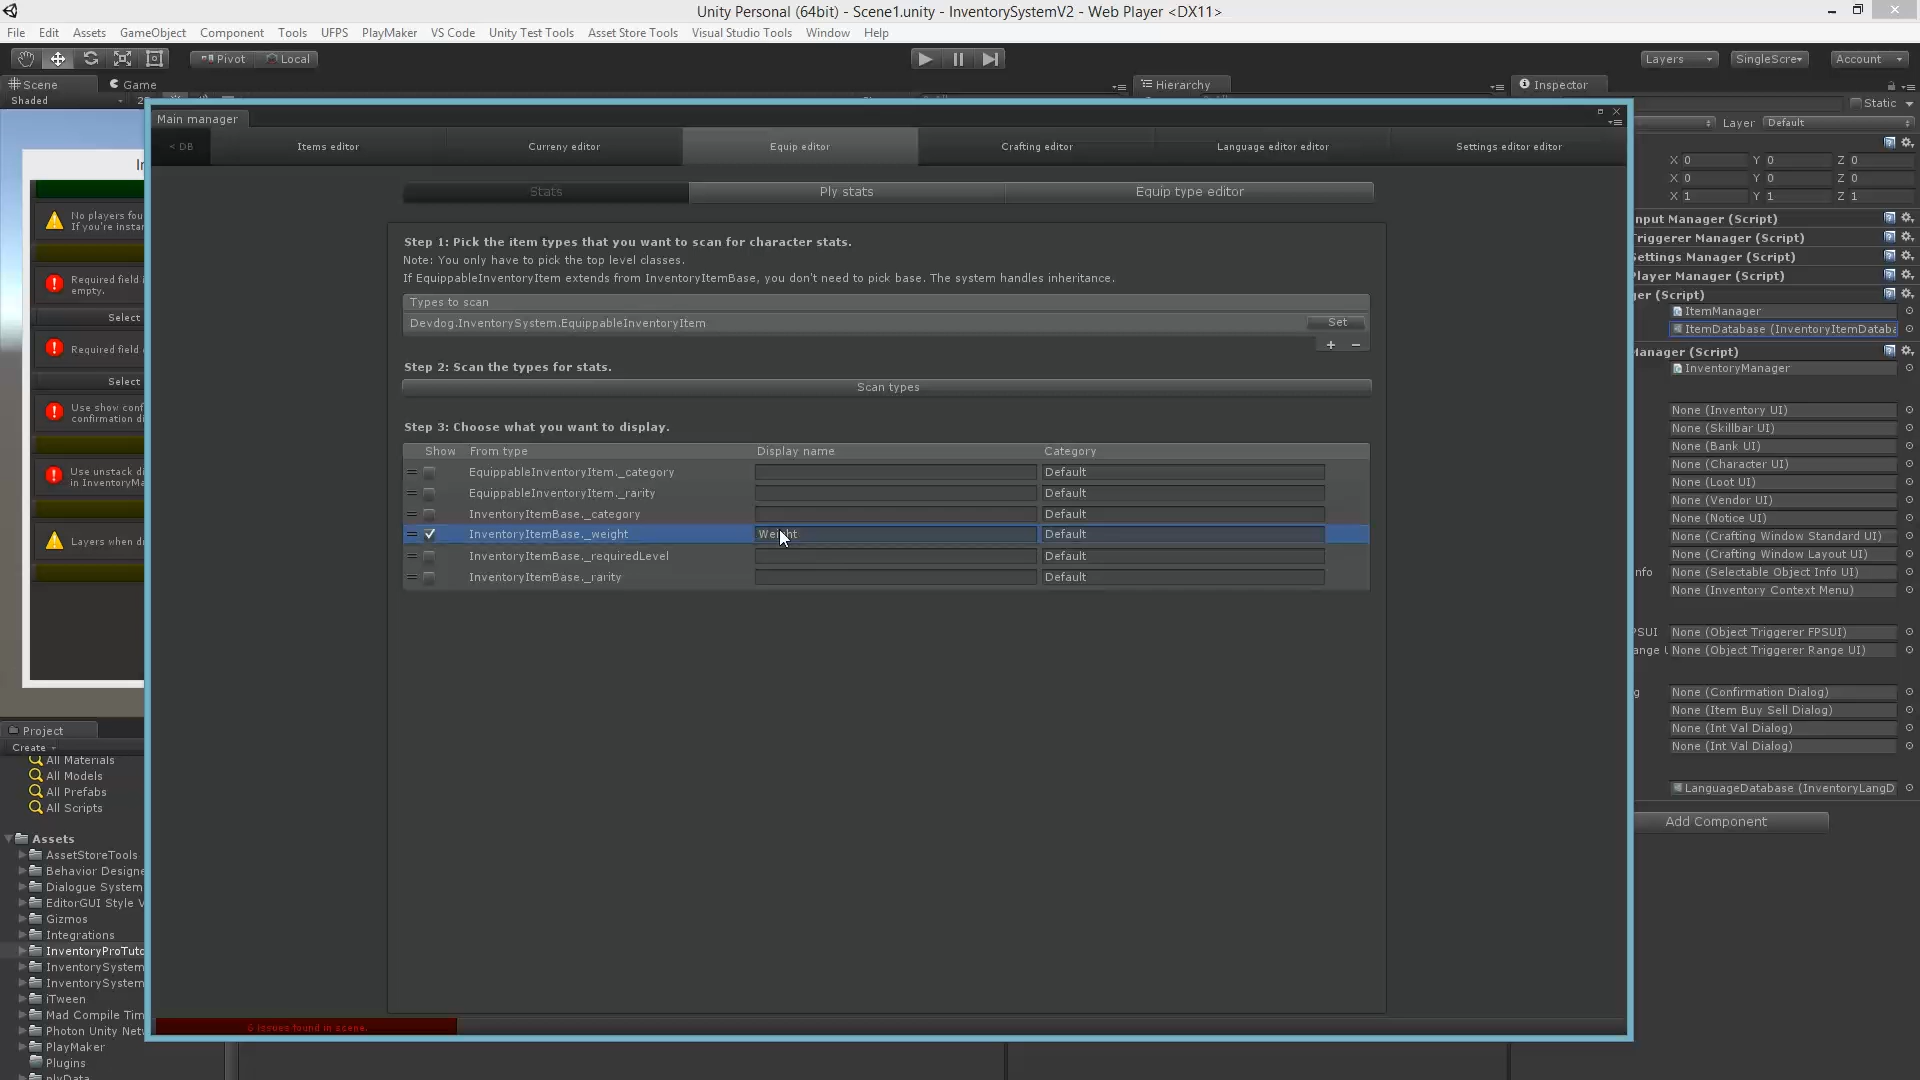 Unity Personal (64bit) - Scene1.unity - InventorySystemV2 - Web Player <DX11>
File Edit Assets GameObject Component Tools UFPS PlayMaker VS Code Unity Test Tools Asset Store Tools Visual Studio Tools Window Help
Pivot Local Layers SingleScre Account
Scene Game Hierarchy Inspector
Shaded Static
Main manager
Layer Default
< DB Items editor Curreny editor Equip editor Crafting editor Language editor editor Settings editor editor
X 0 Y 0 Z 0
X 0 Y 0 Z 0
X 1 Y 1 Z 1
Stats Ply stats Equip type editor
No players fou
If you're instar
Required field i
empty.
Select
Required field
Select
Use show conf
confirmation di
Use unstack di
in InventoryMa
Layers when dr
Step 1: Pick the item types that you want to scan for character stats.
Note: You only have to pick the top level classes.
If EquippableInventoryItem extends from InventoryItemBase, you don't need to pick base. The system handles inheritance.
Types to scan
Devdog.InventorySystem.EquippableInventoryItem Set
+ −
Step 2: Scan the types for stats.
Scan types
Step 3: Choose what you want to display.
Show From type Display name Category
EquippableInventoryItem._category Default
EquippableInventoryItem._rarity Default
InventoryItemBase._category Default
InventoryItemBase._weight Weight Default
InventoryItemBase._requiredLevel Default
InventoryItemBase._rarity Default
6 issues found in scene.
nput Manager (Script)
Triggerer Manager (Script)
Settings Manager (Script)
Player Manager (Script)
ger (Script)
ItemManager
ItemDatabase (InventoryItemDataba
Manager (Script)
InventoryManager
None (Inventory UI)
None (Skillbar UI)
None (Bank UI)
None (Character UI)
None (Loot UI)
None (Vendor UI)
None (Notice UI)
None (Crafting Window Standard UI)
None (Crafting Window Layout UI)
nfo None (Selectable Object Info UI)
None (Inventory Context Menu)
PSUI None (Object Triggerer FPSUI)
ange U None (Object Triggerer Range UI)
g None (Confirmation Dialog)
None (Item Buy Sell Dialog)
None (Int Val Dialog)
None (Int Val Dialog)
LanguageDatabase (InventoryLangD
Add Component
Project
Create
All Materials
All Models
All Prefabs
All Scripts
Assets
AssetStoreTools
Behavior Designe
Dialogue System
EditorGUI Style V
Gizmos
Integrations
InventoryProTuto
InventorySystem
InventorySystem
iTween
Mad Compile Tim
Photon Unity Netv
PlayMaker
Plugins
plyData